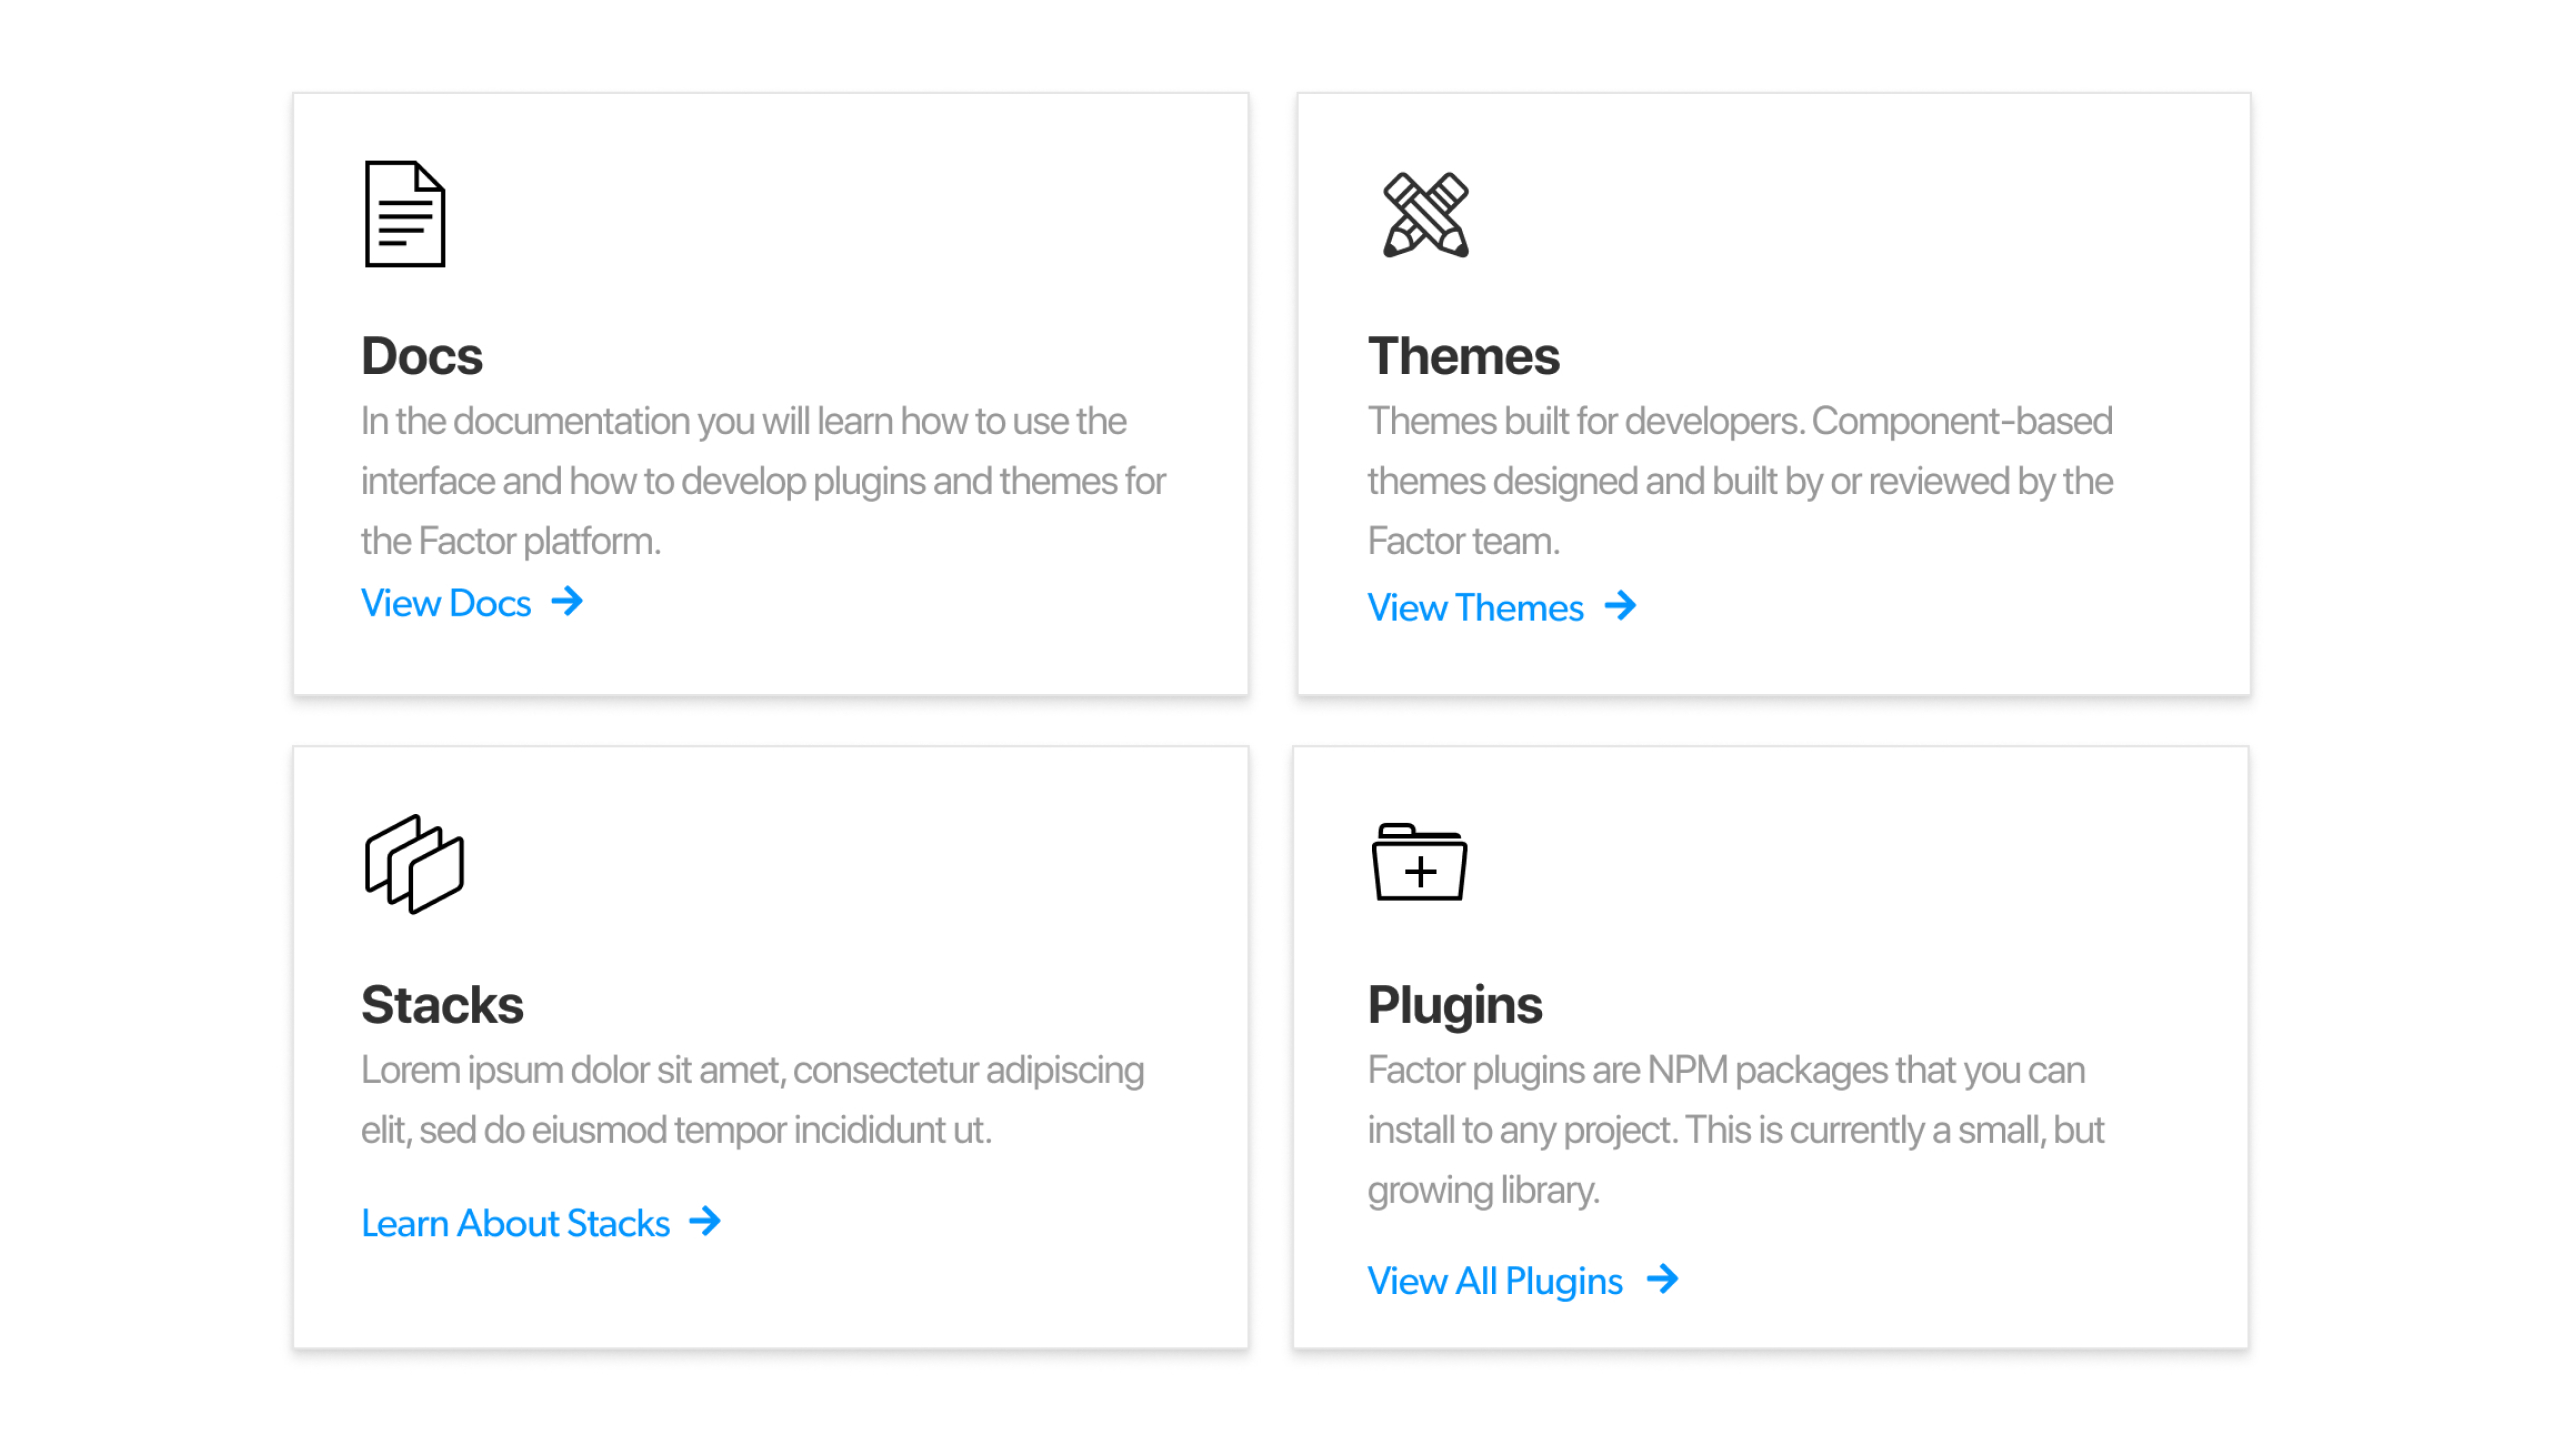 Docs
In the documentation you will learn how to use the
interface and how to develop plugins and themes for
the Factor platform.
View Docs
Themes
Themes built for developers. Component-based
themes designed and built by or reviewed by the
Factor team.
View Themes
Stacks
Lorem ipsum dolor sit amet, consectetur adipiscing
elit, sed do eiusmod tempor incididunt ut.
Learn About Stacks
Plugins
Factor plugins are NPM packages that you can
install to any project. This is currently a small, but
growing library.
View All Plugins